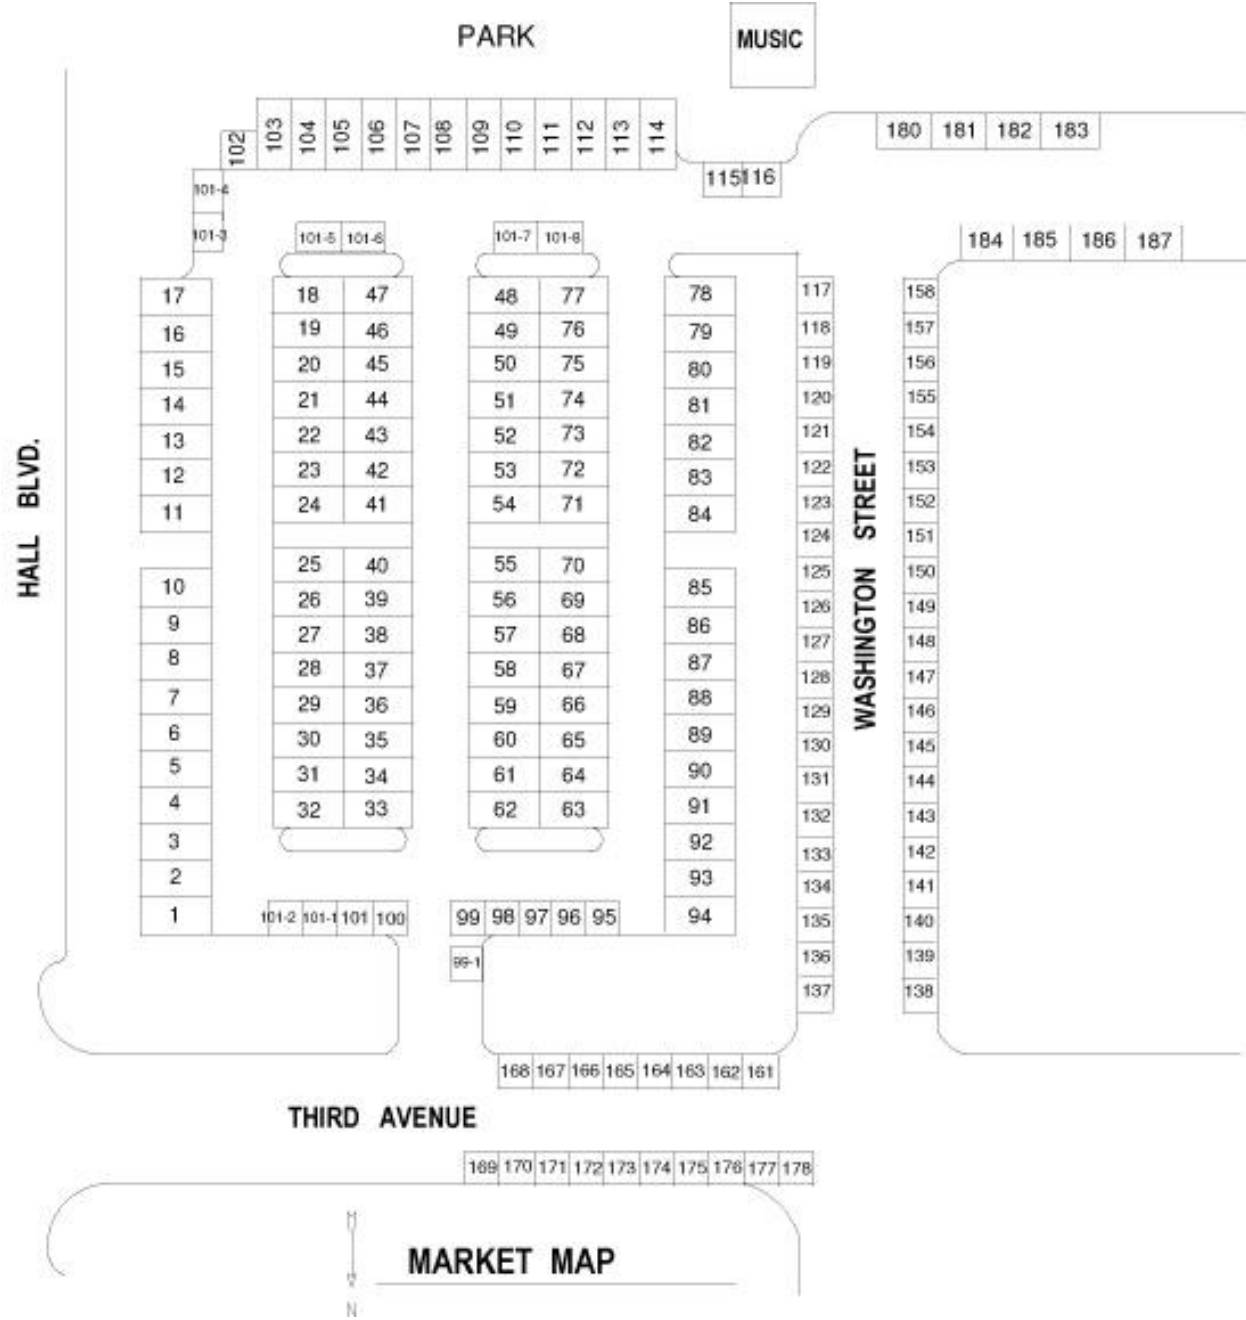 PARK
MUSIC
102 103 104 105 106 107 108 109 110 111 112 113 114
180 181 182 183
101-4
115 116
101-3
101-5 101-6 101-7 101-8
184 185 186 187
17 18 47 48 77 78 117 158
16 19 46 49 76 79 118 157
15 20 45 50 75 80 119 156
14 21 44 51 74 81 120 155
13 22 43 52 73 82 121 154
12 23 42 53 72 83 122 153
11 24 41 54 71 84 123 152
124 151
25 40 55 70 125 150
10 26 39 56 69 85 126 149
9 27 38 57 68 86 127 148
8 28 37 58 67 87 128 147
7 29 36 59 66 88 129 146
6 30 35 60 65 89 130 145
5 31 34 61 64 90 131 144
4 32 33 62 63 91 132 143
3 92 133 142
2 93 134 141
1 101-2 101-1 101 100 99 98 97 96 95 94 135 140
99-1 136 139
137 138
HALL BLVD.
WASHINGTON STREET
168 167 166 165 164 163 162 161
THIRD AVENUE
169 170 171 172 173 174 175 176 177 178
MARKET MAP
N